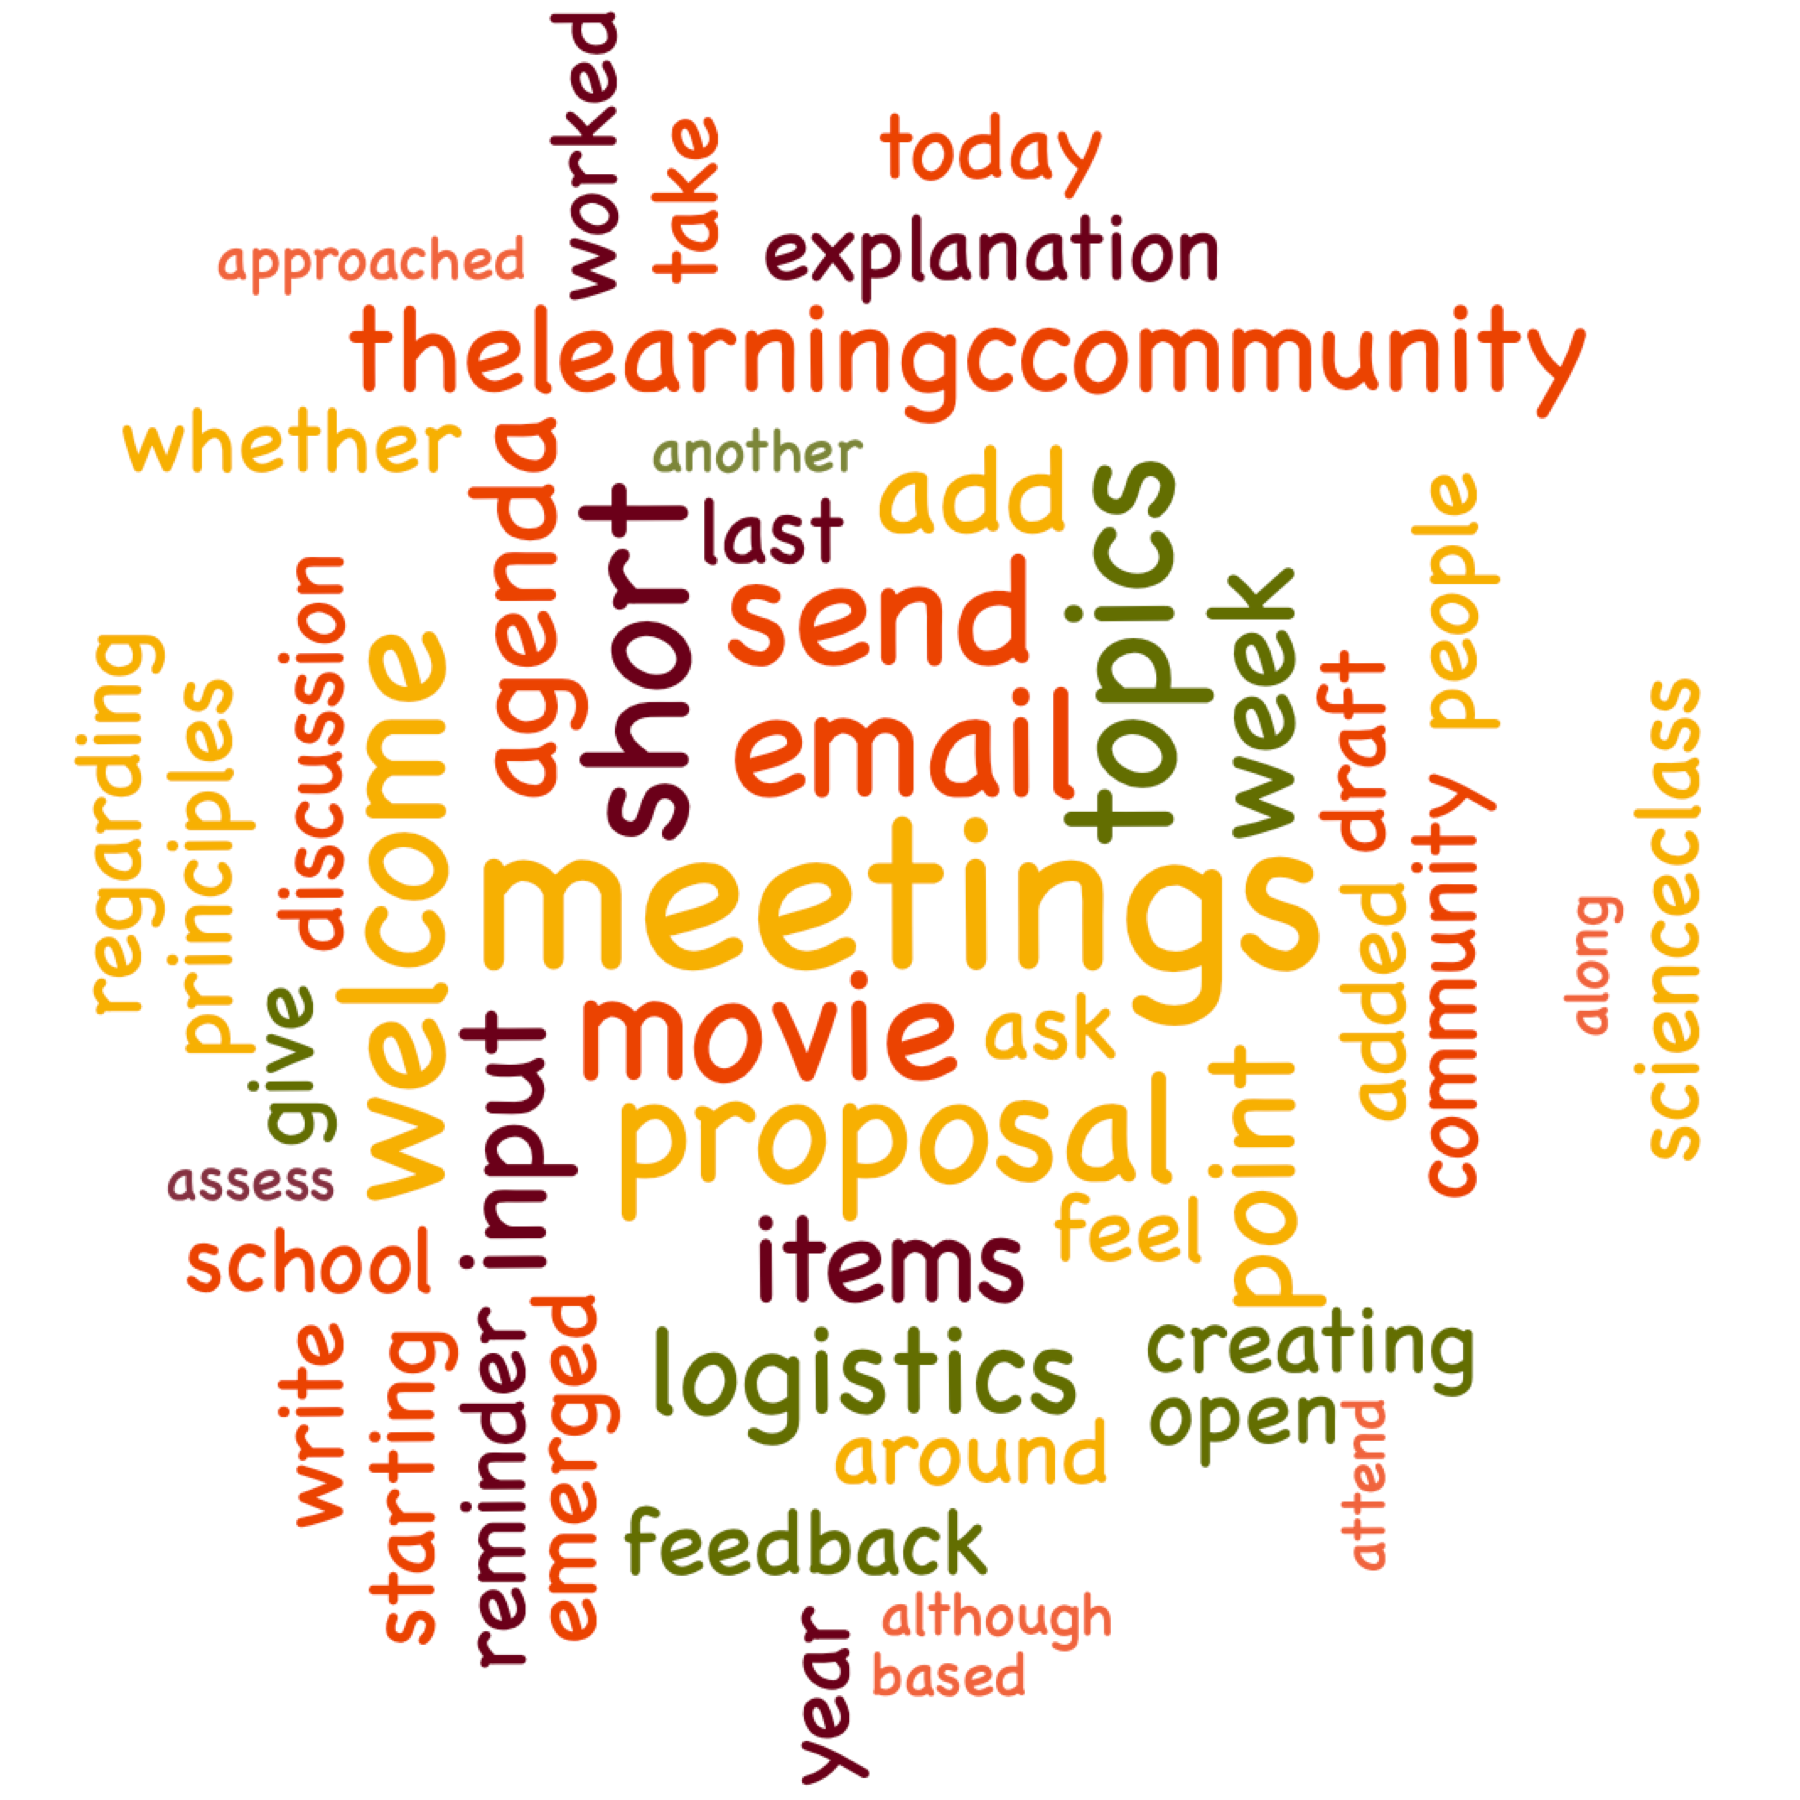 worked
take
today
approached
explanation
thelearningccommunity
whether
agenda
another
add
topics
people
short
last
send
week
discussion
regarding
principles
welcome
email
draft
scienceclass
meetings
community
added
along
give
input
movie
ask
point
proposal
assess
feel
school
items
write
starting
reminder
emerged
logistics
creating
open
attend
around
feedback
although
year
based